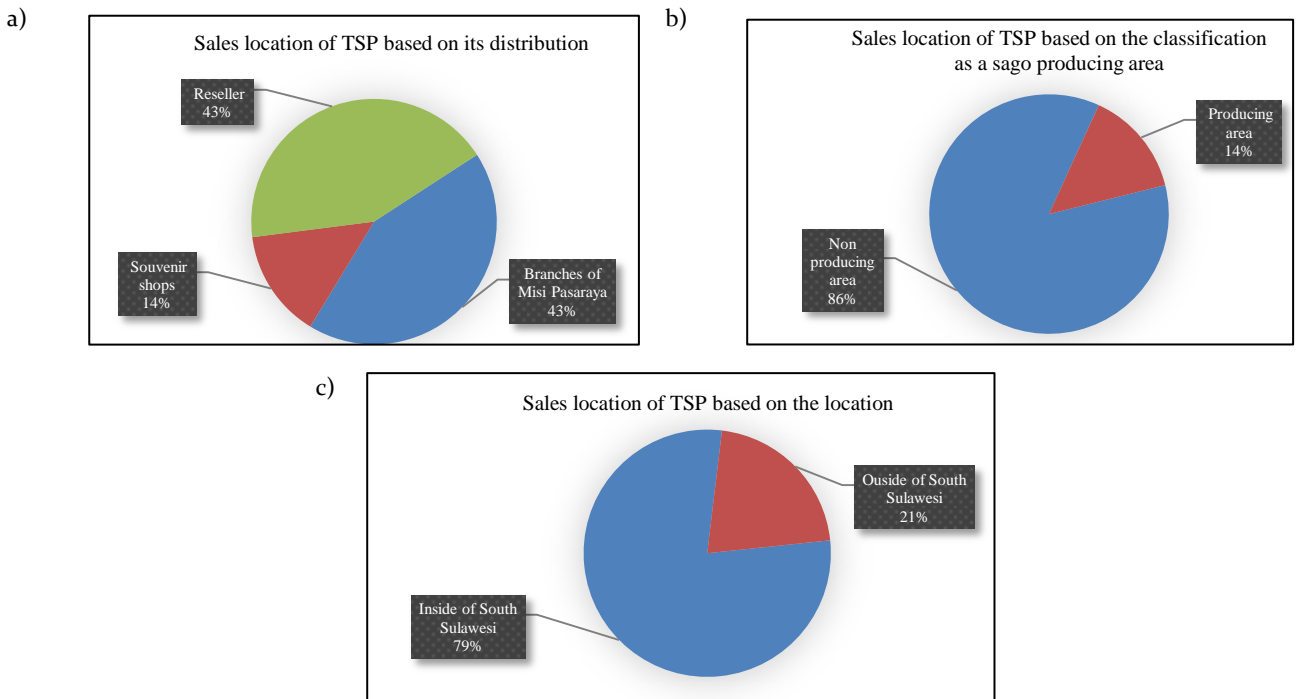 a)
Sales location of TSP based on its distribution
Reseller
43%
Souvenir
shops
14%
Branches of
Misi Pasaraya
43%
b)
Sales location of TSP based on the classification
as a sago producing area
Producing
area
14%
Non
producing
area
86%
c)
Sales location of TSP based on the location
Ouside of South
Sulawesi
21%
Inside of South
Sulawesi
79%